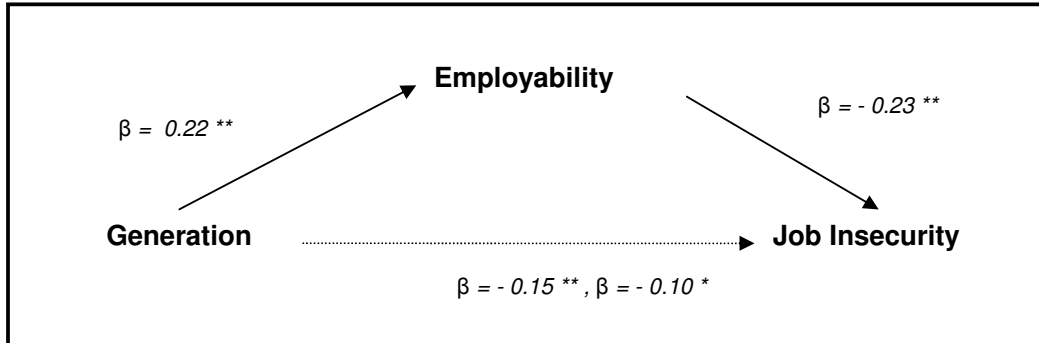 Employability
β = 0.22 **
β = - 0.23 **
Generation
Job Insecurity
β = - 0.15 ** , β = - 0.10 *